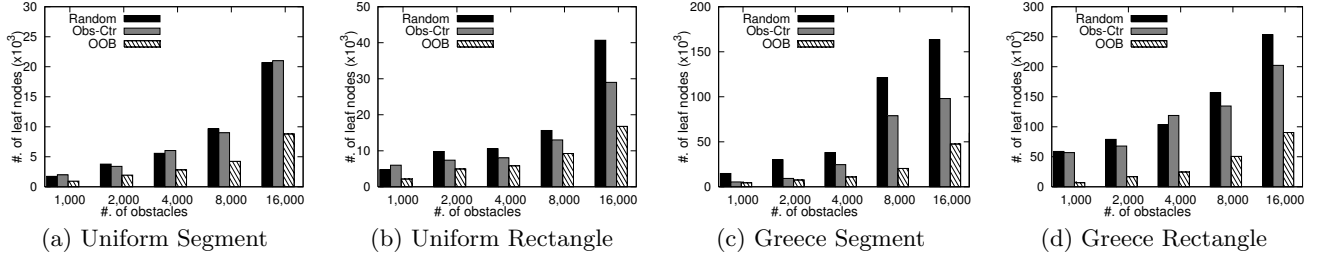 #. of leaf nodes (x10³)
30
25
20
15
10
5
0
Random
Obs-Ctr
OOB
1,000 2,000 4,000 8,000 16,000
#. of obstacles
(a) Uniform Segment
#. of leaf nodes (x10³)
50
40
30
20
10
0
Random
Obs-Ctr
OOB
1,000 2,000 4,000 8,000 16,000
#. of obstacles
(b) Uniform Rectangle
#. of leaf nodes (x10³)
200
150
100
50
0
Random
Obs-Ctr
OOB
1,000 2,000 4,000 8,000 16,000
#. of obstacles
(c) Greece Segment
#. of leaf nodes (x10³)
300
250
200
150
100
50
0
Random
Obs-Ctr
OOB
1,000 2,000 4,000 8,000 16,000
#. of obstacles
(d) Greece Rectangle